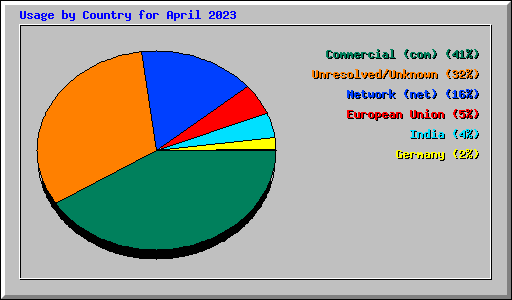 Usage by Country for April 2023
Commercial (com) (41%)
Unresolved/Unknown (32%)
Network (net) (16%)
European Union (5%)
India (4%)
Germany (2%)